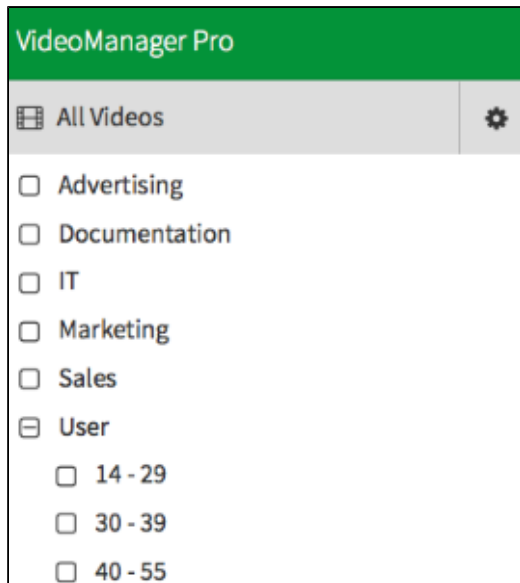 VideoManager Pro
All Videos
Advertising
Documentation
IT
Marketing
Sales
User
14 - 29
30 - 39
40 - 55